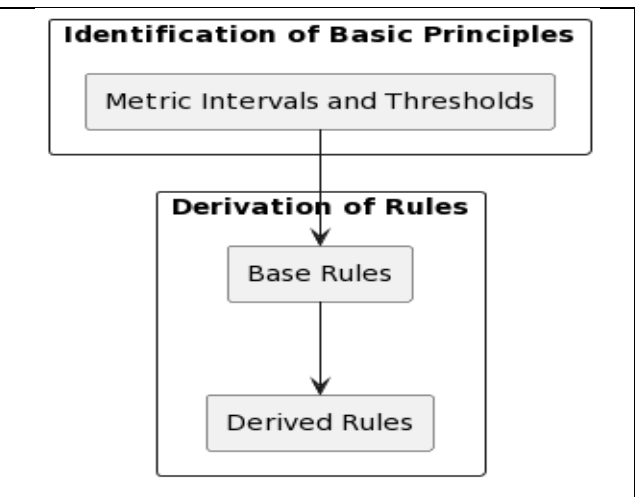 Identification of Basic Principles
Metric Intervals and Thresholds
Derivation of Rules
Base Rules
Derived Rules